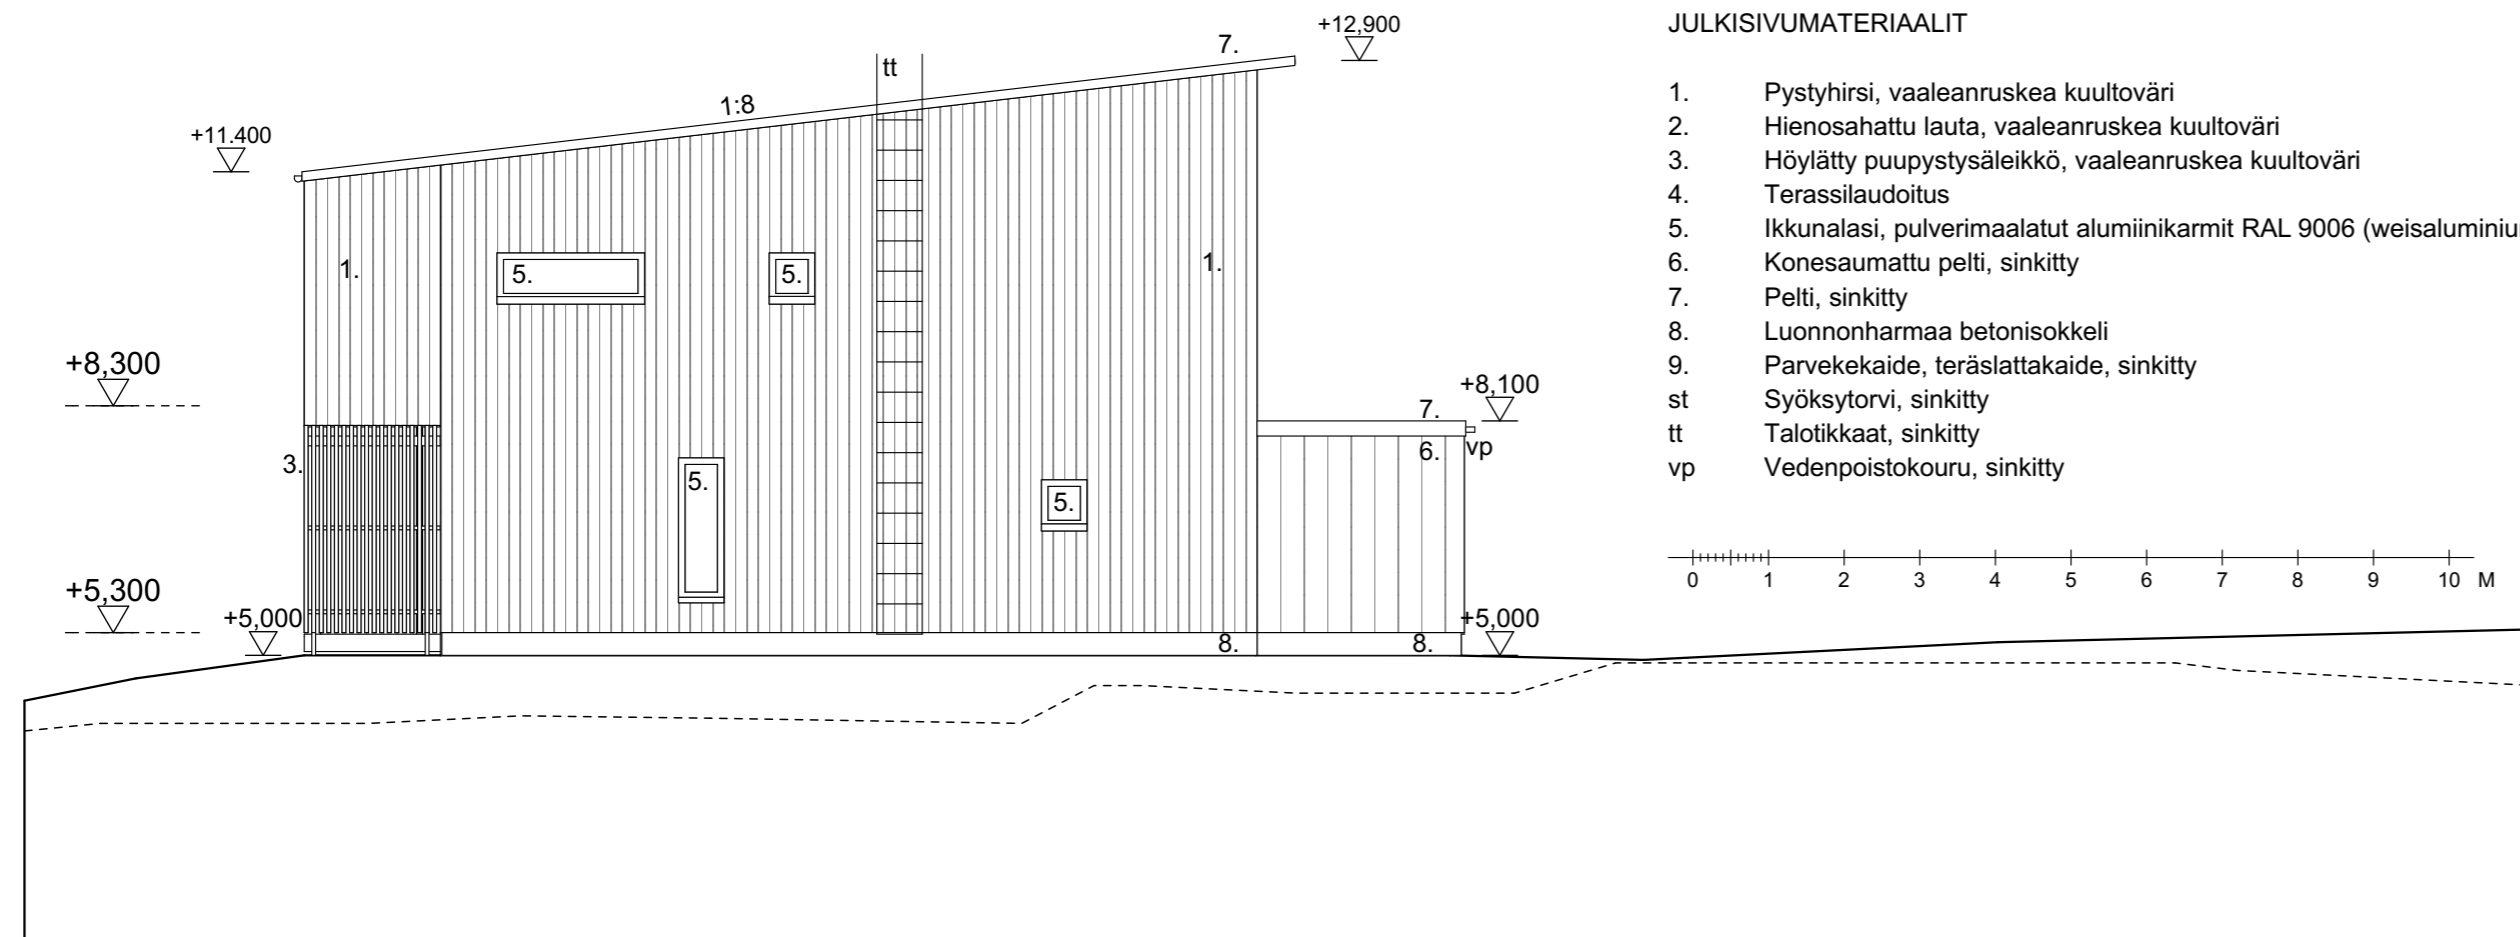 +12,900
7.
tt
1:8
+11.400
1.
5.
5.
1.
+8,300
+8,100
7.
6.
vp
3.
5.
5.
+5,300
+5,000
+5,000
8.
8.
JULKISIVUMATERIAALIT
1. Pystyhirsi, vaaleanruskea kuultoväri
2. Hienosahattu lauta, vaaleanruskea kuultoväri
3. Höylätty puupystysäleikkö, vaaleanruskea kuultoväri
4. Terassilaudoitus
5. Ikkunalasi, pulverimaalatut alumiinikarmit RAL 9006 (weisaluminiu
6. Konesaumattu pelti, sinkitty
7. Pelti, sinkitty
8. Luonnonharmaa betonisokkeli
9. Parvekekaide, teräslattakaide, sinkitty
st Syöksytorvi, sinkitty
tt Talotikkaat, sinkitty
vp Vedenpoistokouru, sinkitty
0 1 2 3 4 5 6 7 8 9 10 M